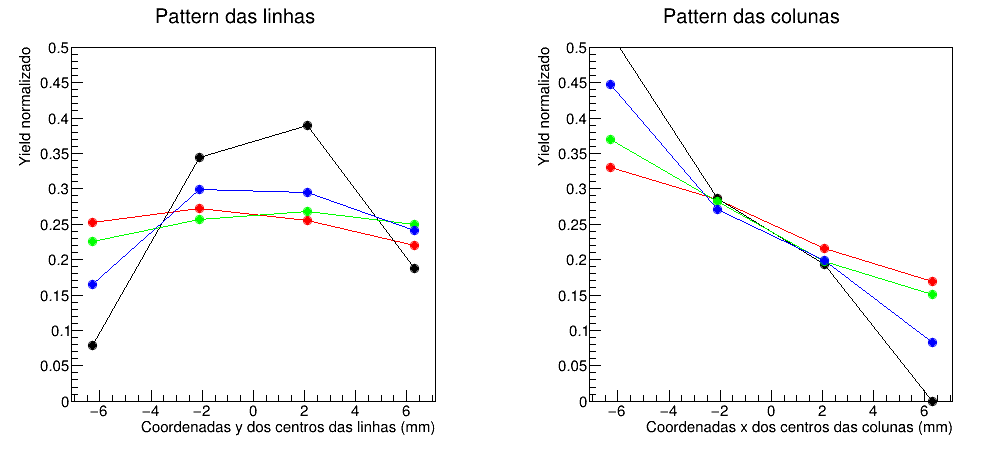 Pattern das linhas
Yield normalizado
0.5
0.45
0.4
0.35
0.3
0.25
0.2
0.15
0.1
0.05
0
−6 −4 −2 0 2 4 6
Coordenadas y dos centros das linhas (mm)
Pattern das colunas
Yield normalizado
0.5
0.45
0.4
0.35
0.3
0.25
0.2
0.15
0.1
0.05
0
−6 −4 −2 0 2 4 6
Coordenadas x dos centros das colunas (mm)